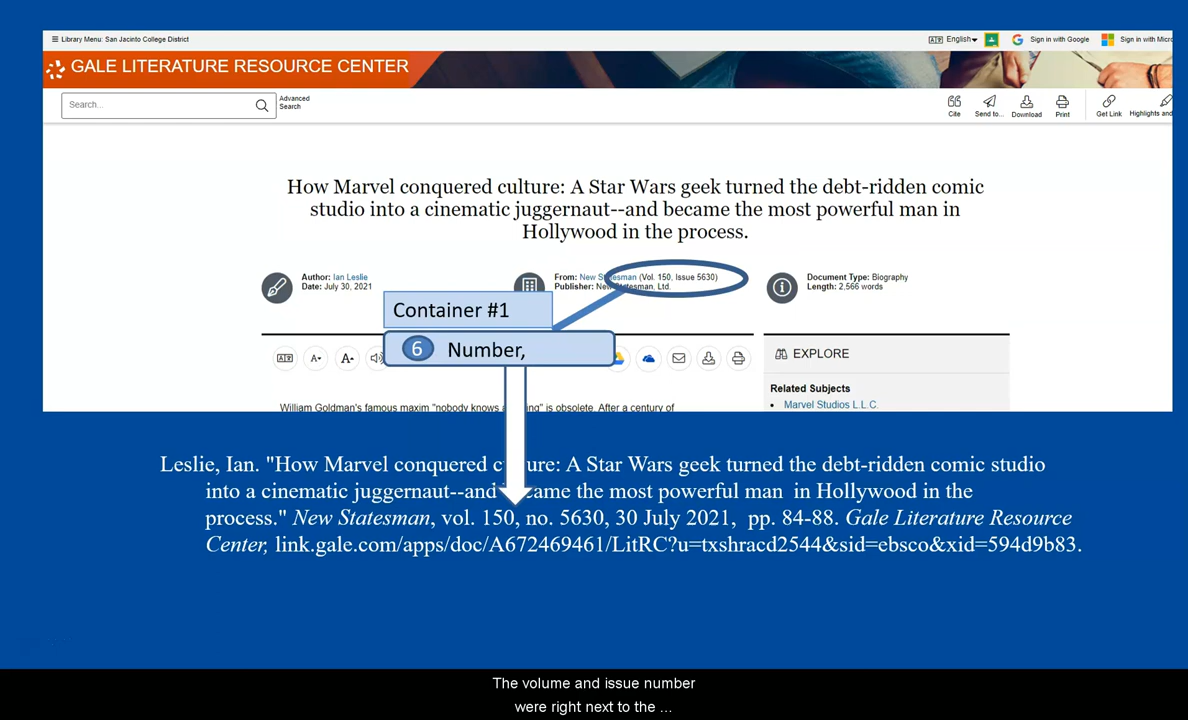 Library Menu: San Jacinto College District
English
Sign in with Google
Sign in with
GALE LITERATURE RESOURCE CENTER
Search...
Advanced
Search
Cite
Send to...
Download
Print
Get Link
Highlights and
How Marvel conquered culture: A Star Wars geek turned the debt-ridden comic
studio into a cinematic juggernaut--and became the most powerful man in
Hollywood in the process.
Author: Ian Leslie
Date: July 30, 2021
From: New Statesman (Vol. 150, Issue 5630)
Publisher: New Statesman, Ltd.
Document Type: Biography
Length: 2,566 words
Container #1
6 Number,
A
A
EXPLORE
Related Subjects
• Marvel Studios L.L.C.
William Goldman's famous maxim "nobody knows is obsolete. After a century of
Leslie, Ian. "How Marvel conquered A Star Wars geek turned the debt-ridden comic studio
into a cinematic juggernaut--and the most powerful man in Hollywood in the
process." New Statesman, vol. 150, no. 5630, 30 July 2021, pp. 84-88. Gale Literature Resource
Center, link.gale.com/apps/doc/A672469461/LitRC?u=txshracd2544&sid=ebsco&xid=594d9b83.
The volume and issue number
were right next to the ...